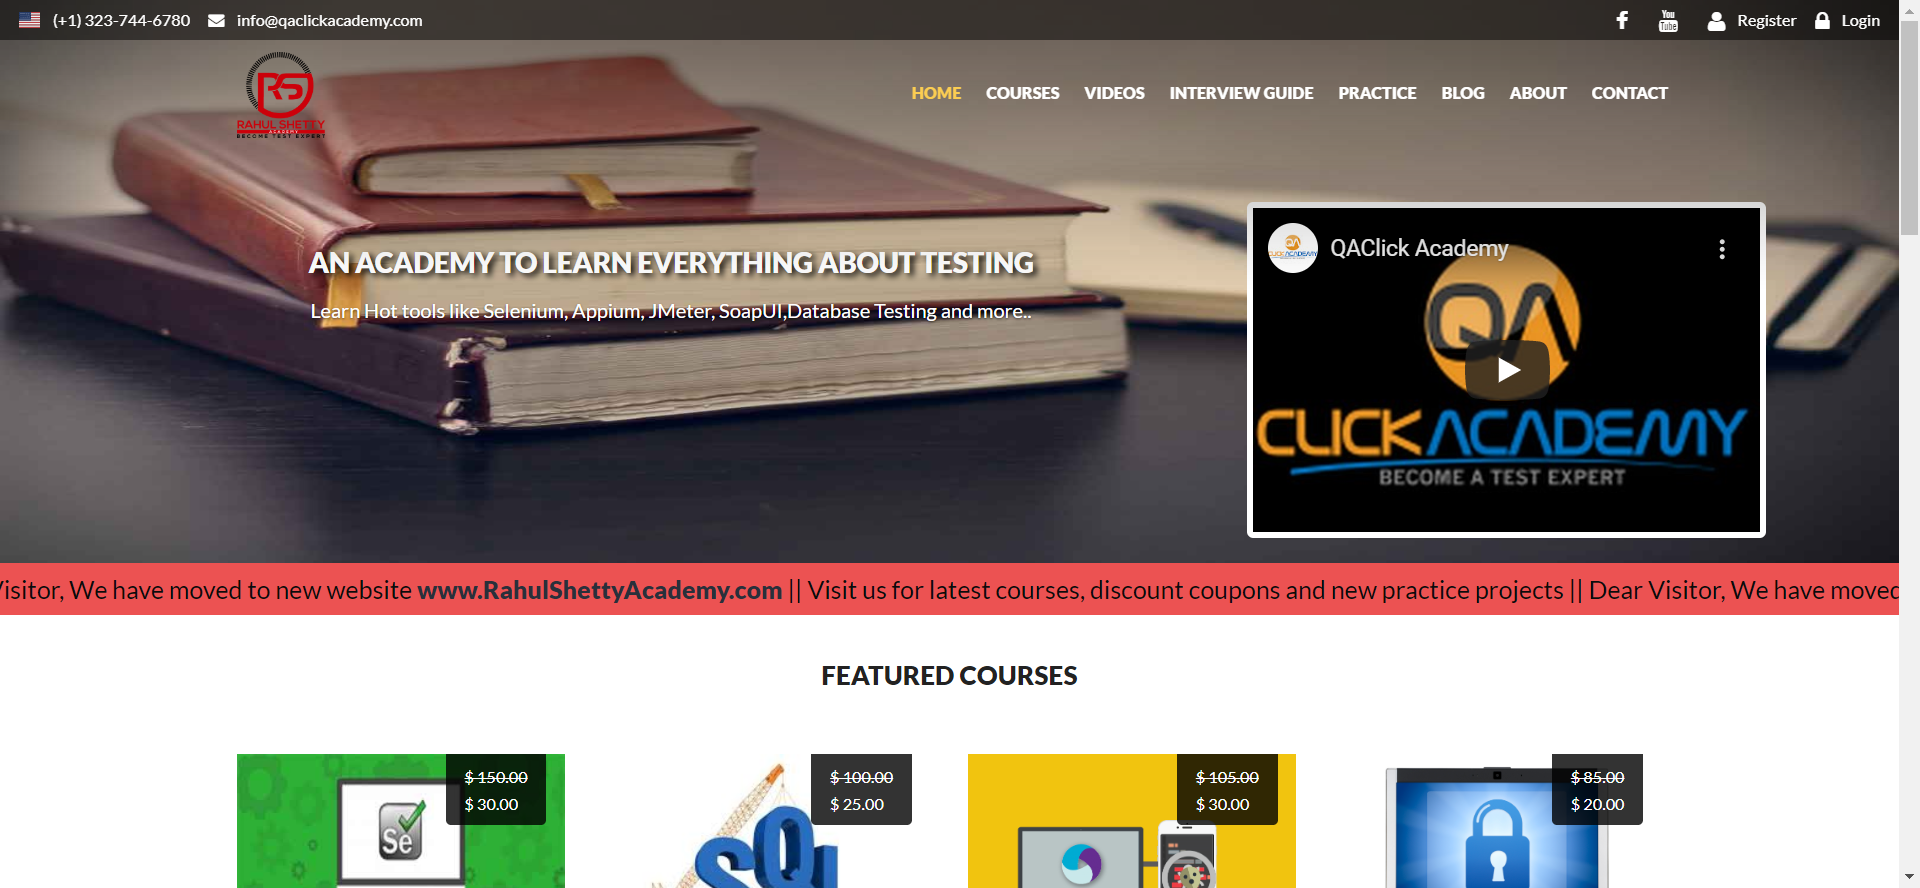 (+1) 323-744-6780 info@qaclickacademy.com Register Login
RS
RAHUL SHETTY
ACADEMY
BECOME TEST EXPERT
HOME COURSES VIDEOS INTERVIEW GUIDE PRACTICE BLOG ABOUT CONTACT
AN ACADEMY TO LEARN EVERYTHING ABOUT TESTING
Learn Hot tools like Selenium, Appium, JMeter, SoapUI,Database Testing and more..
QAClick Academy
QA
CLICKACADEMY
BECOME A TEST EXPERT
Visitor, We have moved to new website www.RahulShettyAcademy.com || Visit us for latest courses, discount coupons and new practice projects || Dear Visitor, We have moved
FEATURED COURSES
$ 150.00
$ 30.00
Se
$ 100.00
$ 25.00
SQL
$ 105.00
$ 30.00
$ 85.00
$ 20.00